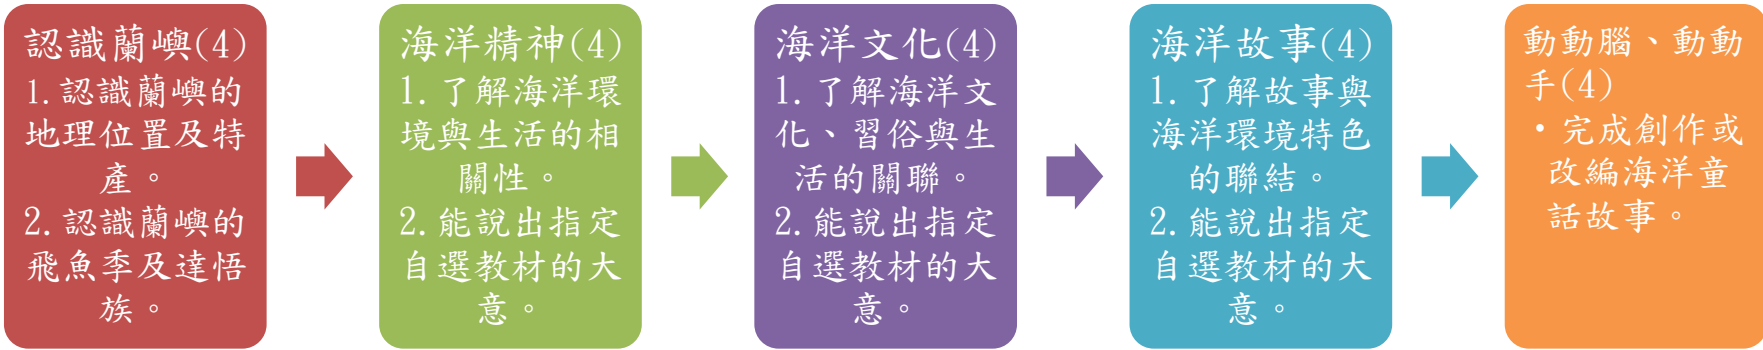 認識蘭嶼(4)
1.認識蘭嶼的
地理位置及特
產。
2.認識蘭嶼的
飛魚季及達悟
族。
海洋精神(4)
1.了解海洋環
境與生活的相
關性。
2.能說出指定
自選教材的大
意。
海洋文化(4)
1.了解海洋文
化、習俗與生
活的關聯。
2.能說出指定
自選教材的大
意。
海洋故事(4)
1.了解故事與
海洋環境特色
的聯結。
2.能說出指定
自選教材的大
意。
動動腦、動動
手(4)
•完成創作或
改編海洋童
話故事。